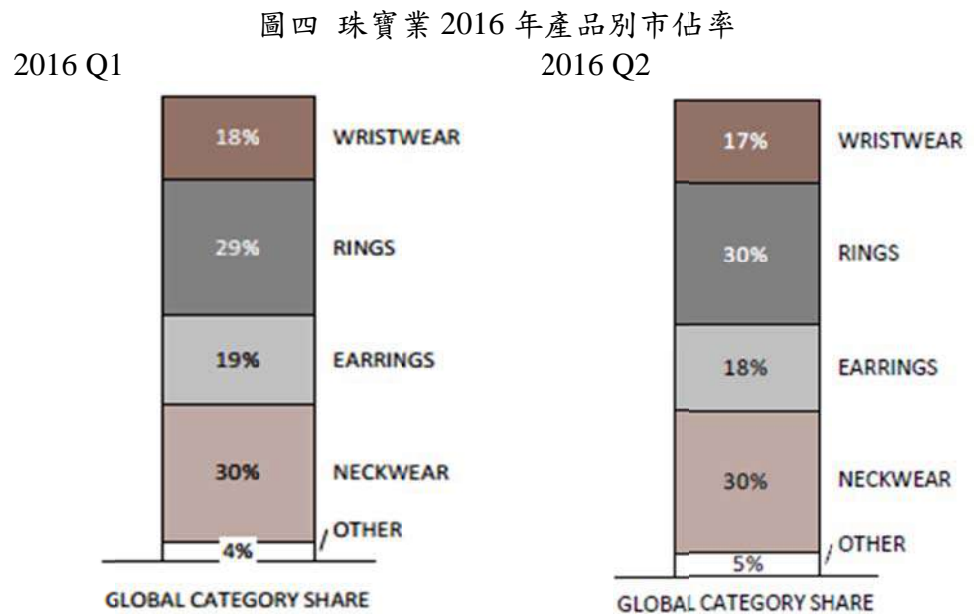 圖四 珠寶業 2016 年產品別市佔率
2016 Q1
2016 Q2
18% WRISTWEAR
29% RINGS
19% EARRINGS
30% NECKWEAR
OTHER
4%
GLOBAL CATEGORY SHARE
17% WRISTWEAR
30% RINGS
18% EARRINGS
30% NECKWEAR
OTHER
5%
GLOBAL CATEGORY SHARE